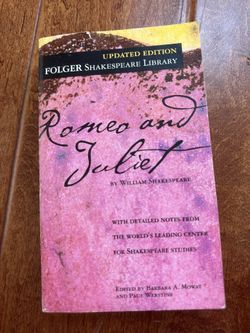 UPDATED EDITION
FOLGER SHAKESPEARE LIBRARY
Romeo and
Juliet
BY WILLIAM SHAKESPEARE
WITH DETAILED NOTES FROM
THE WORLD'S LEADING CENTER
FOR SHAKESPEARE STUDIES
EDITED BY BARBARA A. MOWAT
AND PAUL WERSTINE